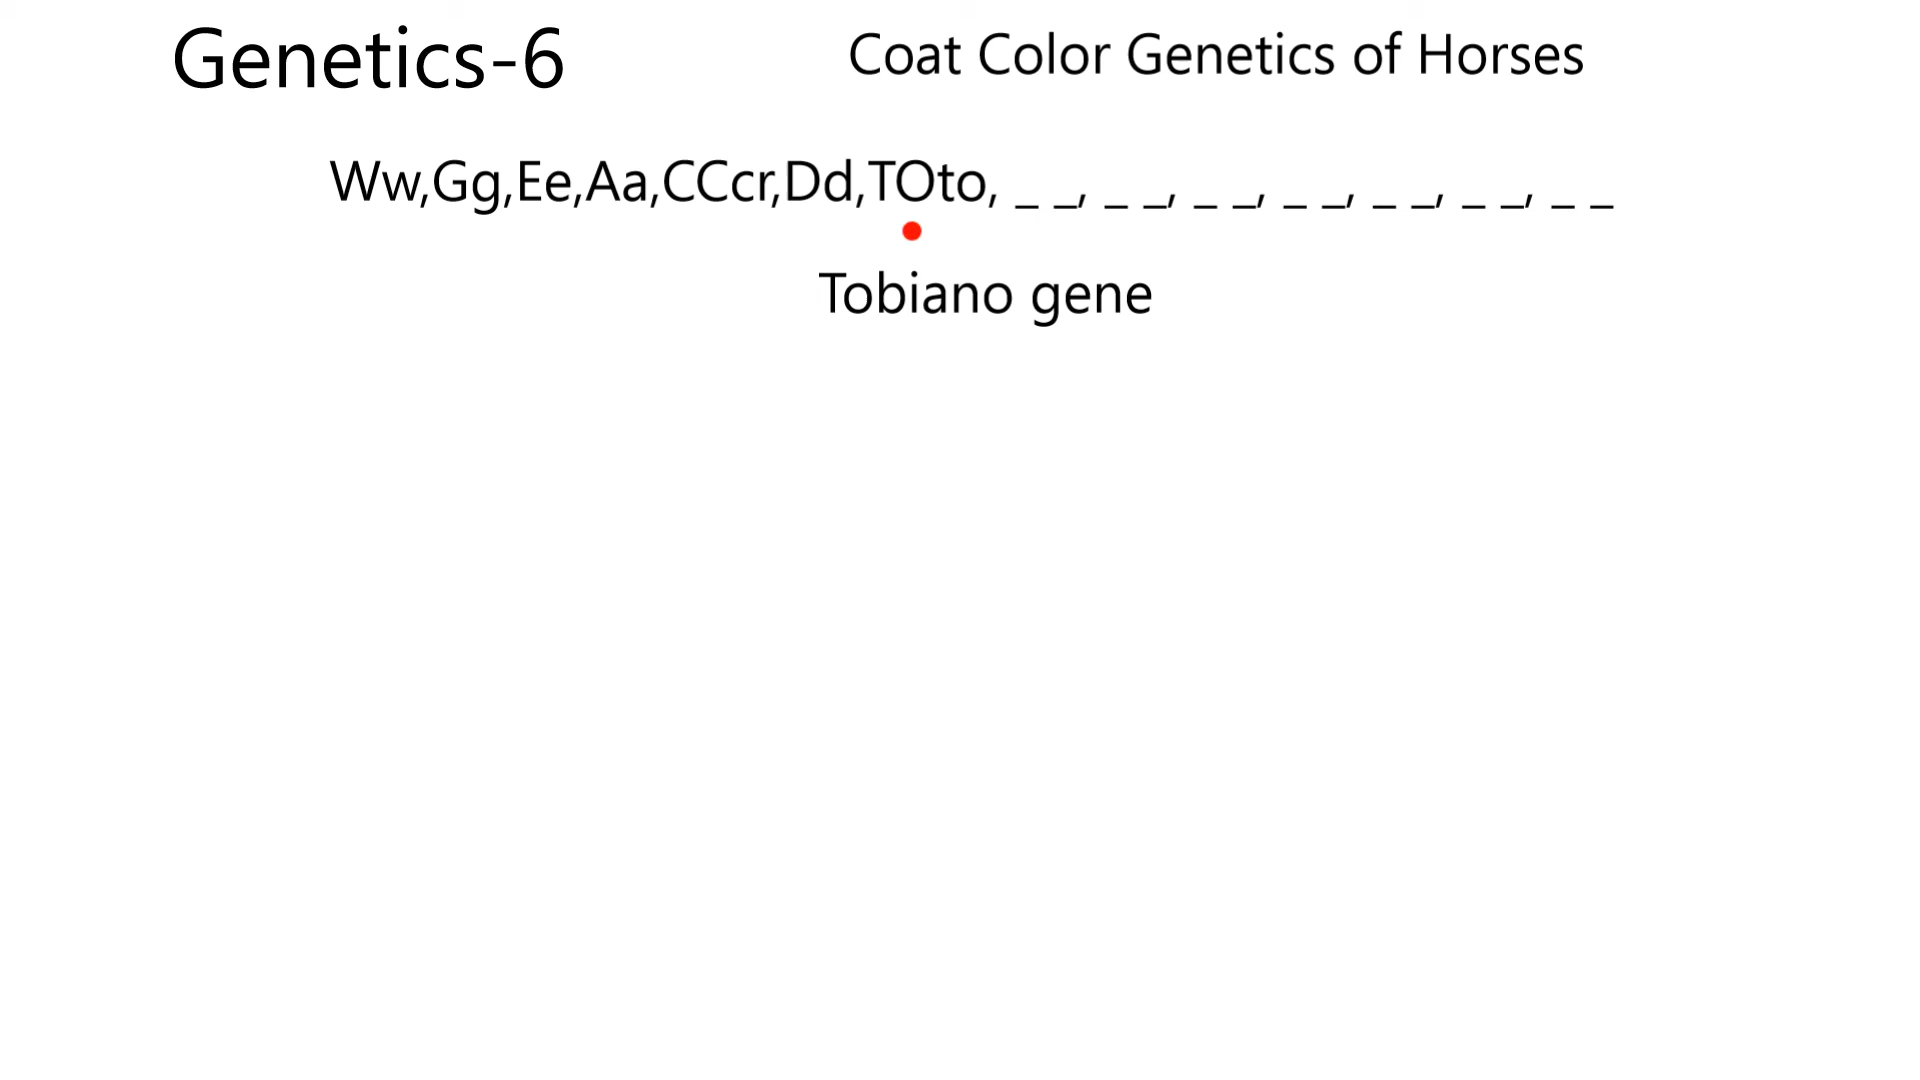 Genetics-6
Coat Color Genetics of Horses
Ww,Gg,Ee,Aa,CCcr,Dd,TOto, _ _, _ _, _ _, _ _, _ _, _ _, _ _
Tobiano gene